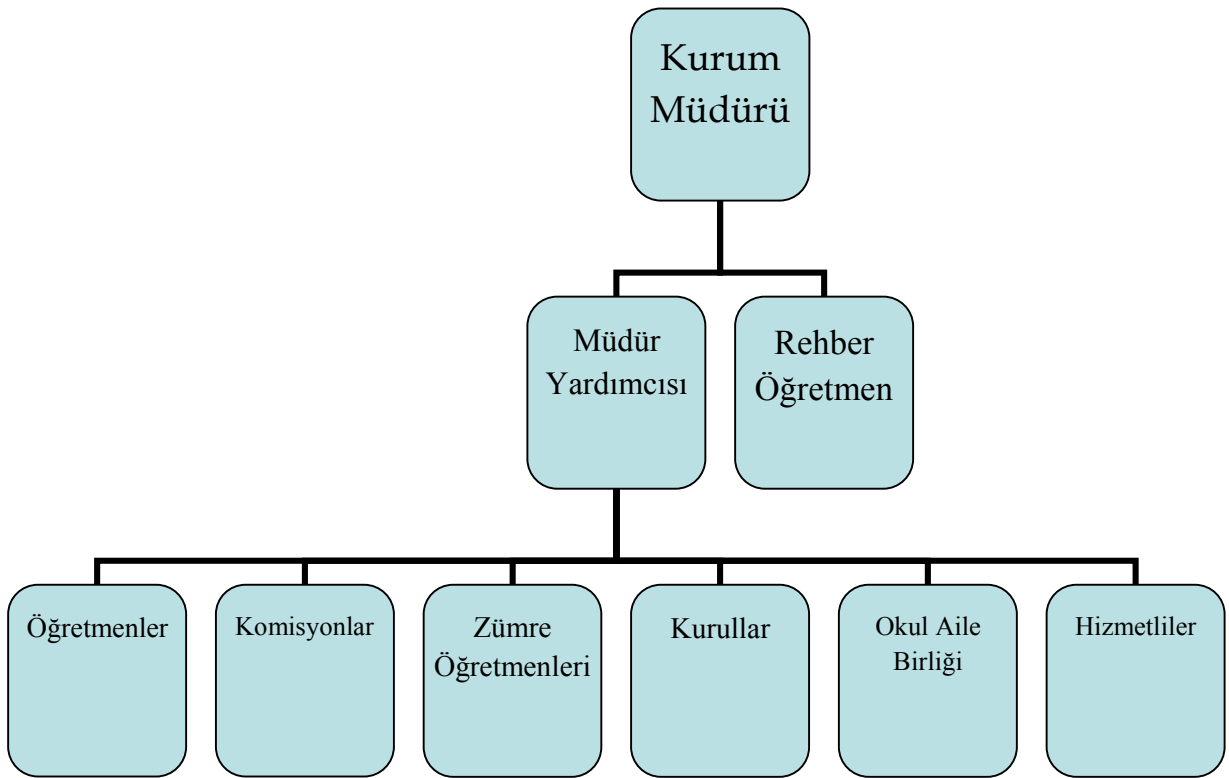 Kurum
Müdürü
Müdür
Yardımcısı
Rehber
Öğretmen
Öğretmenler
Komisyonlar
Zümre
Öğretmenleri
Kurullar
Okul Aile
Birliği
Hizmetliler